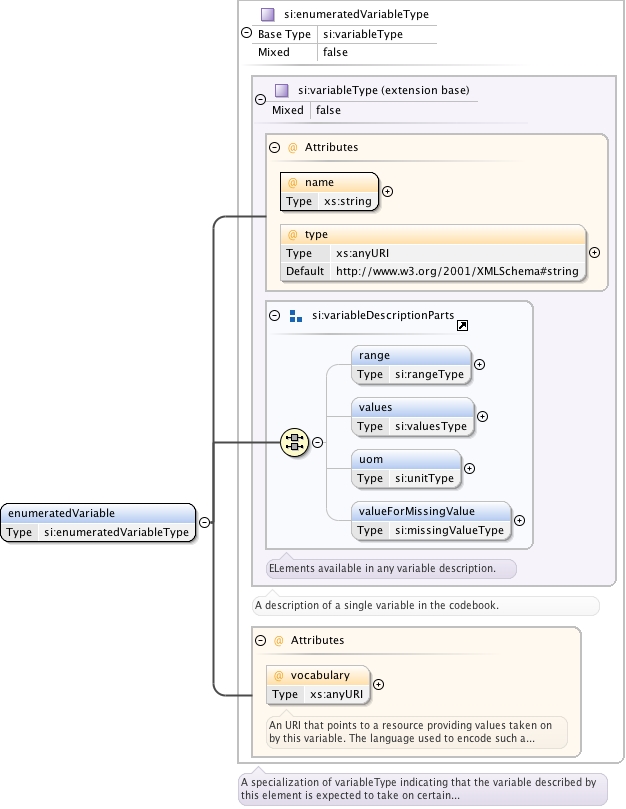 si:enumeratedVariableType
Base Type si:variableType
Mixed false
si:variableType (extension base)
Mixed false
@ Attributes
@ name
Type xs:string
@ type
Type xs:anyURI
Default http://www.w3.org/2001/XMLSchema#string
si:variableDescriptionParts
range
Type si:rangeType
values
Type si:valuesType
uom
Type si:unitType
valueForMissingValue
Type si:missingValueType
ELements available in any variable description.
A description of a single variable in the codebook.
enumeratedVariable
Type si:enumeratedVariableType
@ Attributes
@ vocabulary
Type xs:anyURI
An URI that points to a resource providing values taken on
by this variable. The language used to encode such a...
A specialization of variableType indicating that the variable described by
this element is expected to take on certain...